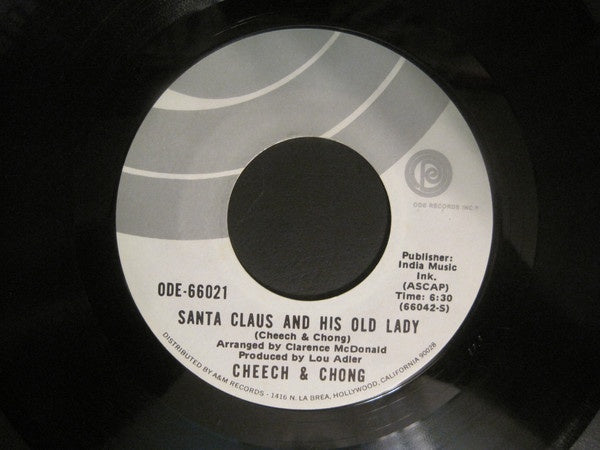 ODE RECORDS INC.®
Publisher:
India Music
Ink.
(ASCAP)
Time: 6:30
(66042-S)
ODE-66021
SANTA CLAUS AND HIS OLD LADY
(Cheech & Chong)
Arranged by Clarence McDonald
Produced by Lou Adler
CHEECH & CHONG
DISTRIBUTED BY A&M RECORDS - 1416 N. LA BREA, HOLLYWOOD, CALIFORNIA 90028